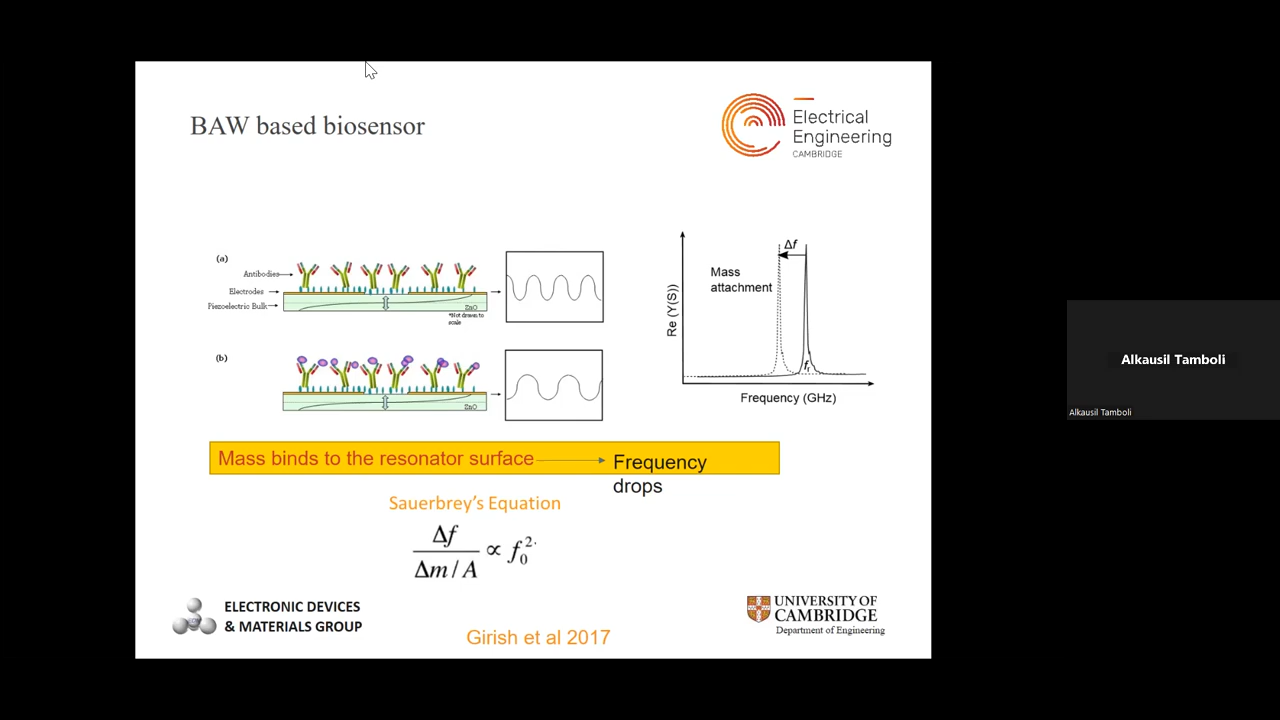 BAW based biosensor
Electrical
Engineering
CAMBRIDGE
(a)
Antibodies
Electrodes
Piezoelectric Bulk
ZnO
*Not drawn to
scale
(b)
ZnO
Δf
Mass
attachment
Re (Y(S))
fr
Frequency (GHz)
Mass binds to the resonator surface
Frequency
drops
Sauerbrey's Equation
Δf
Δm / A
∝ f₀².
ELECTRONIC DEVICES
& MATERIALS GROUP
Girish et al 2017
UNIVERSITY OF
CAMBRIDGE
Department of Engineering
Alkausil Tamboli
Alkausil Tamboli